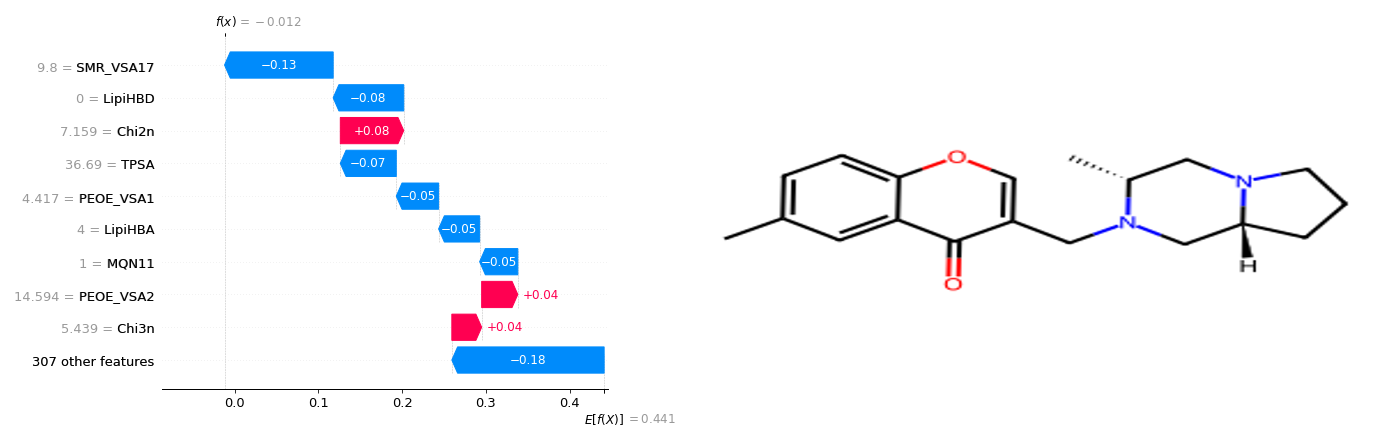 f(x) = −0.012
9.8 = SMR_VSA17
−0.13
0 = LipiHBD
−0.08
7.159 = Chi2n
+0.08
36.69 = TPSA
−0.07
4.417 = PEOE_VSA1
−0.05
4 = LipiHBA
−0.05
1 = MQN11
−0.05
14.594 = PEOE_VSA2
+0.04
5.439 = Chi3n
+0.04
307 other features
−0.18
0.0 0.1 0.2 0.3 0.4
E[f(X)] = 0.441
O
O
N
N
H